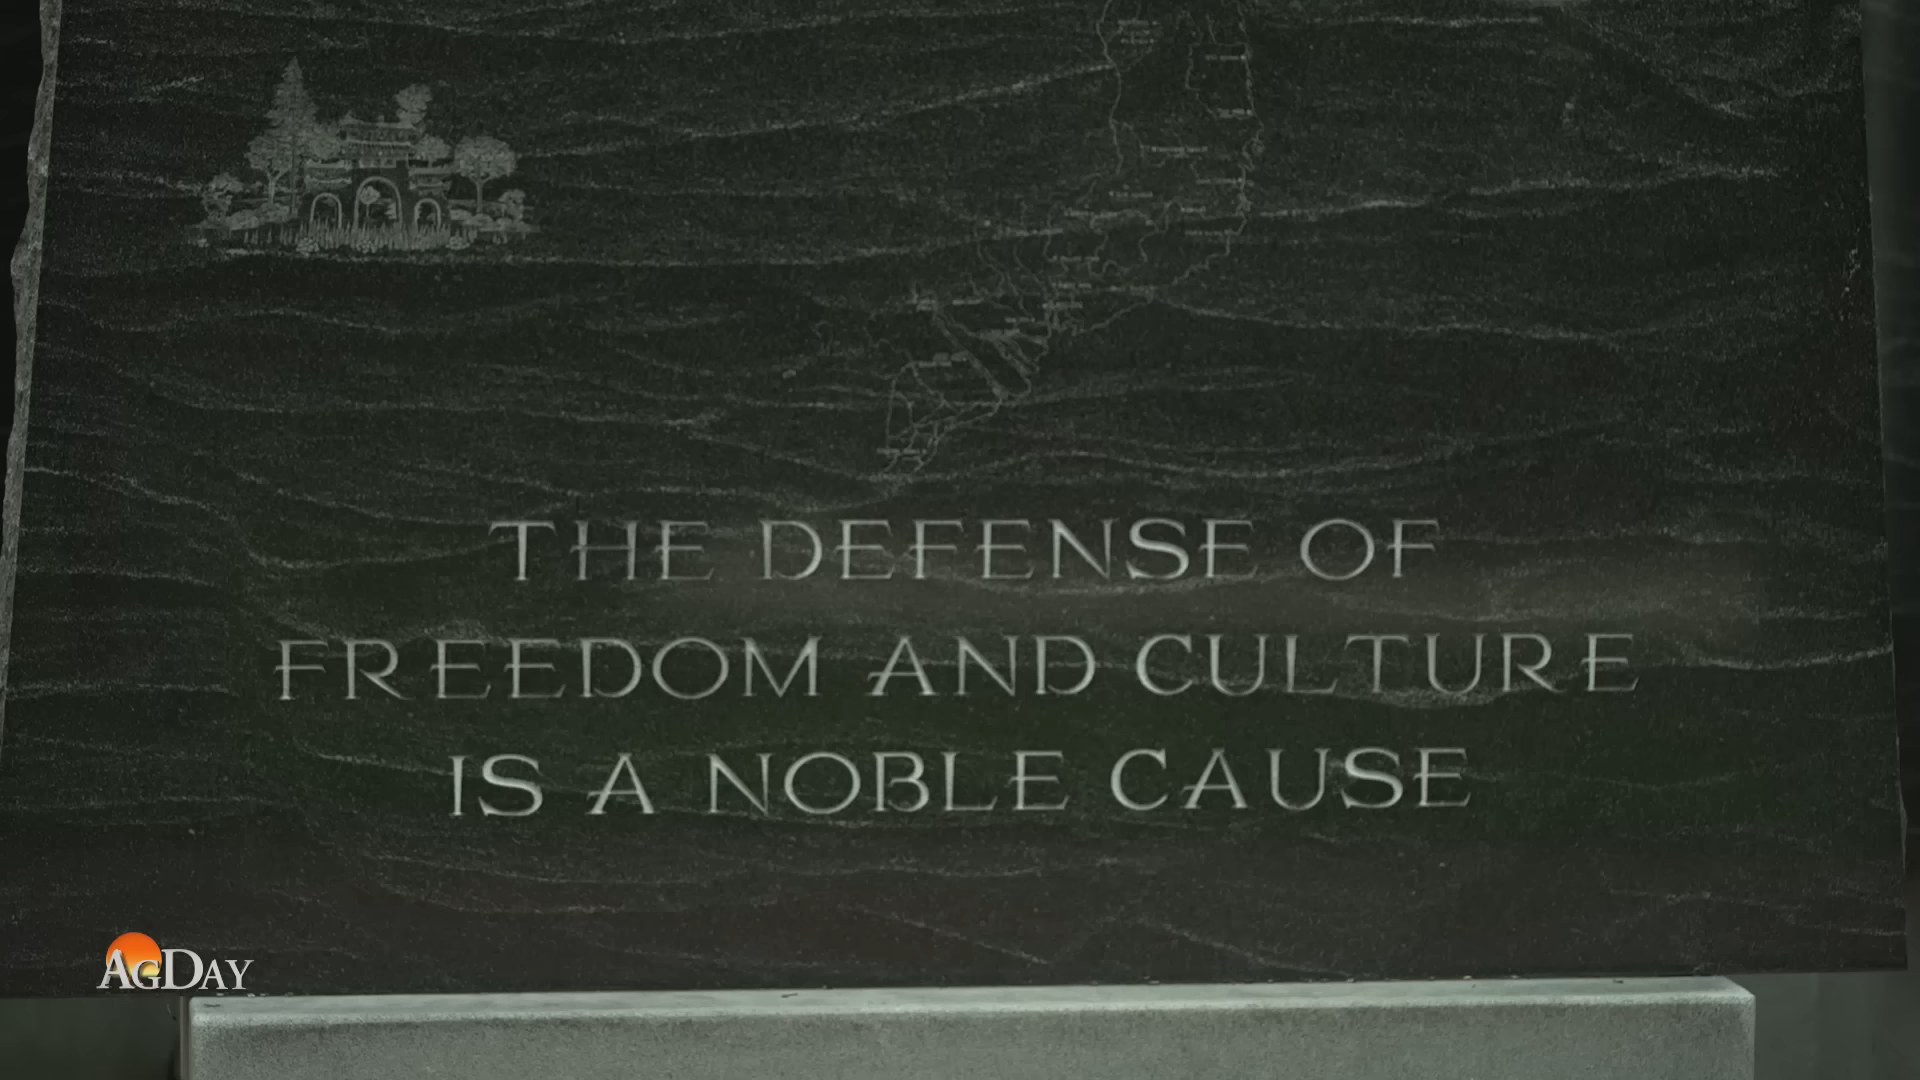 THE DEFENSE OF
FREEDOM AND CULTURE
IS A NOBLE CAUSE
AGDAY